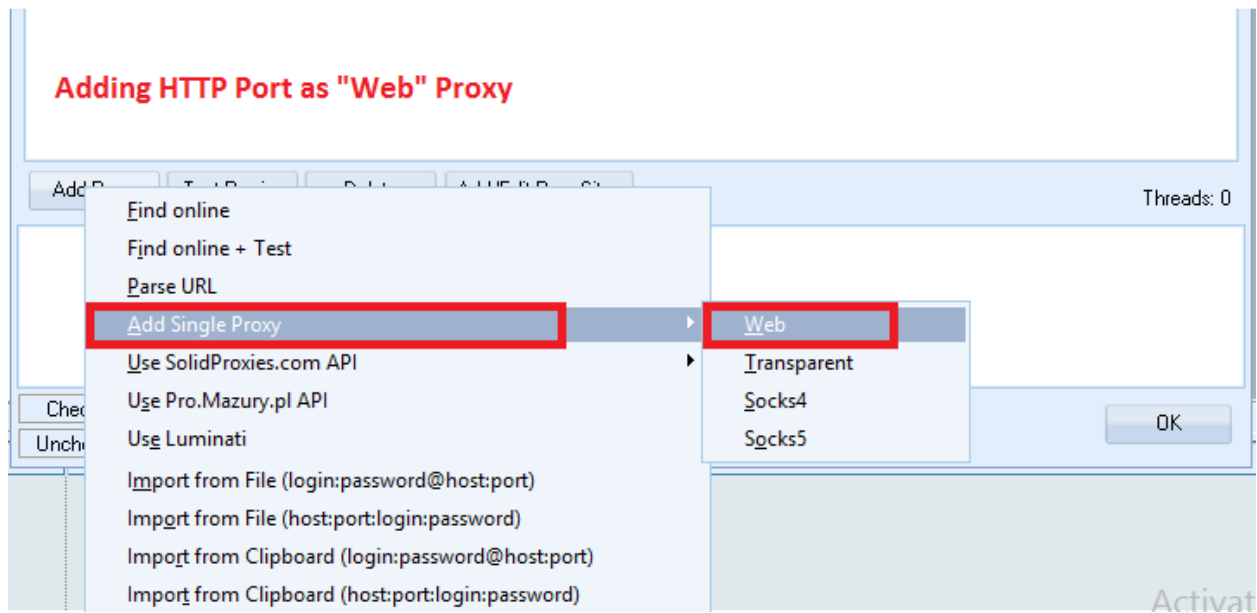 Adding HTTP Port as "Web" Proxy
Threads: 0
Find online
Find online + Test
Parse URL
Add Single Proxy
Web
Use SolidProxies.com API
Transparent
Use Pro.Mazury.pl API
Socks4
OK
Use Luminati
Socks5
Import from File (login:password@host:port)
Import from File (host:port:login:password)
Import from Clipboard (login:password@host:port)
Import from Clipboard (host:port:login:password)